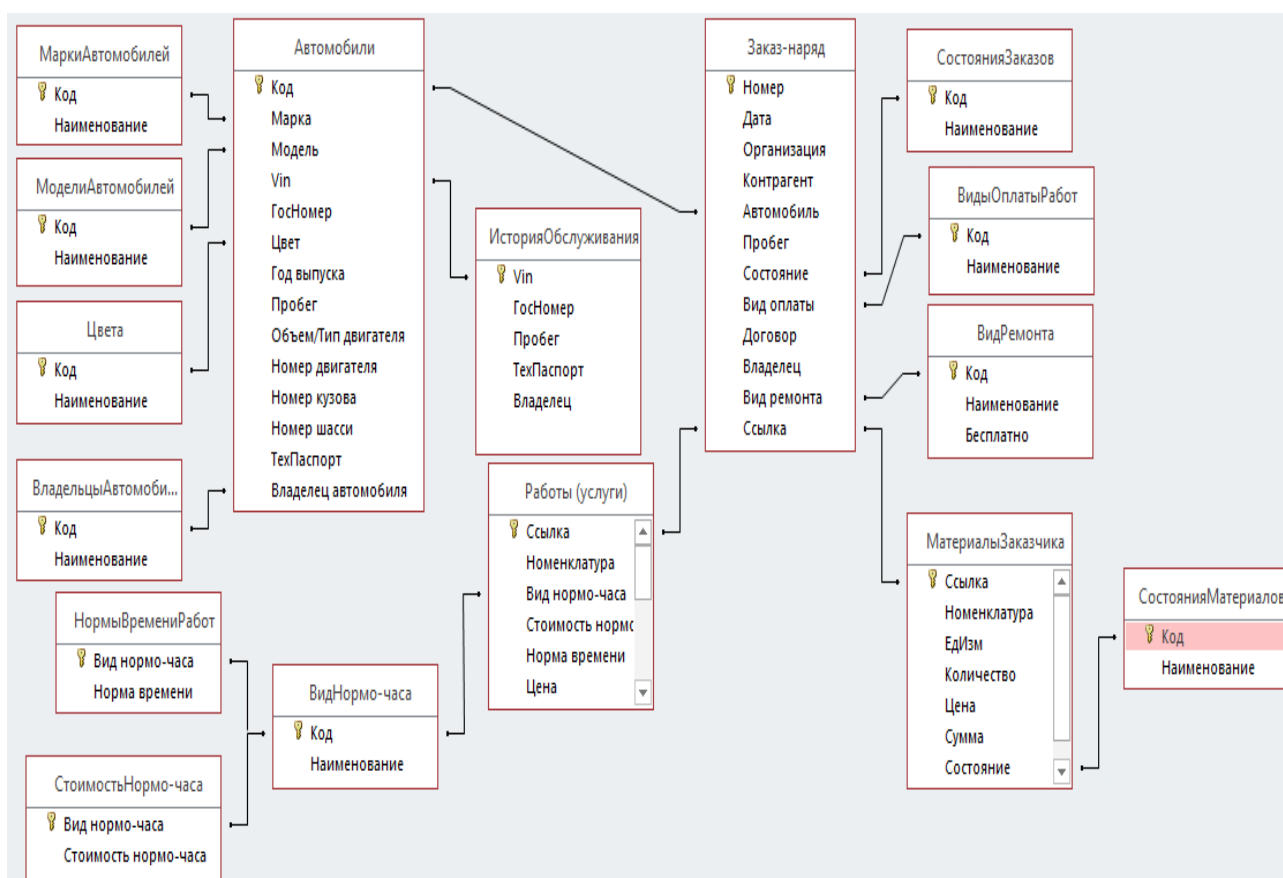 МаркиАвтомобилей
Код
Наименование
МоделиАвтомобилей
Код
Наименование
Цвета
Код
Наименование
ВладельцыАвтомоби...
Код
Наименование
Автомобили
Код
Марка
Модель
Vin
ГосНомер
Цвет
Год выпуска
Пробег
Объем/Тип двигателя
Номер двигателя
Номер кузова
Номер шасси
ТехПаспорт
Владелец автомобиля
ИсторияОбслуживания
Vin
ГосНомер
Пробег
ТехПаспорт
Владелец
Заказ-наряд
Номер
Дата
Организация
Контрагент
Автомобиль
Пробег
Состояние
Вид оплаты
Договор
Владелец
Вид ремонта
Ссылка
СостоянияЗаказов
Код
Наименование
ВидыОплатыРабот
Код
Наименование
ВидРемонта
Код
Наименование
Бесплатно
НормыВремениРабот
Вид нормо-часа
Норма времени
СтоимостьНормо-часа
Вид нормо-часа
Стоимость нормо-часа
ВидНормо-часа
Код
Наименование
Работы (услуги)
Ссылка
Номенклатура
Вид нормо-часа
Стоимость нормо
Норма времени
Цена
МатериалыЗаказчика
Ссылка
Номенклатура
ЕдИзм
Количество
Цена
Сумма
Состояние
СостоянияМатериалов
Код
Наименование